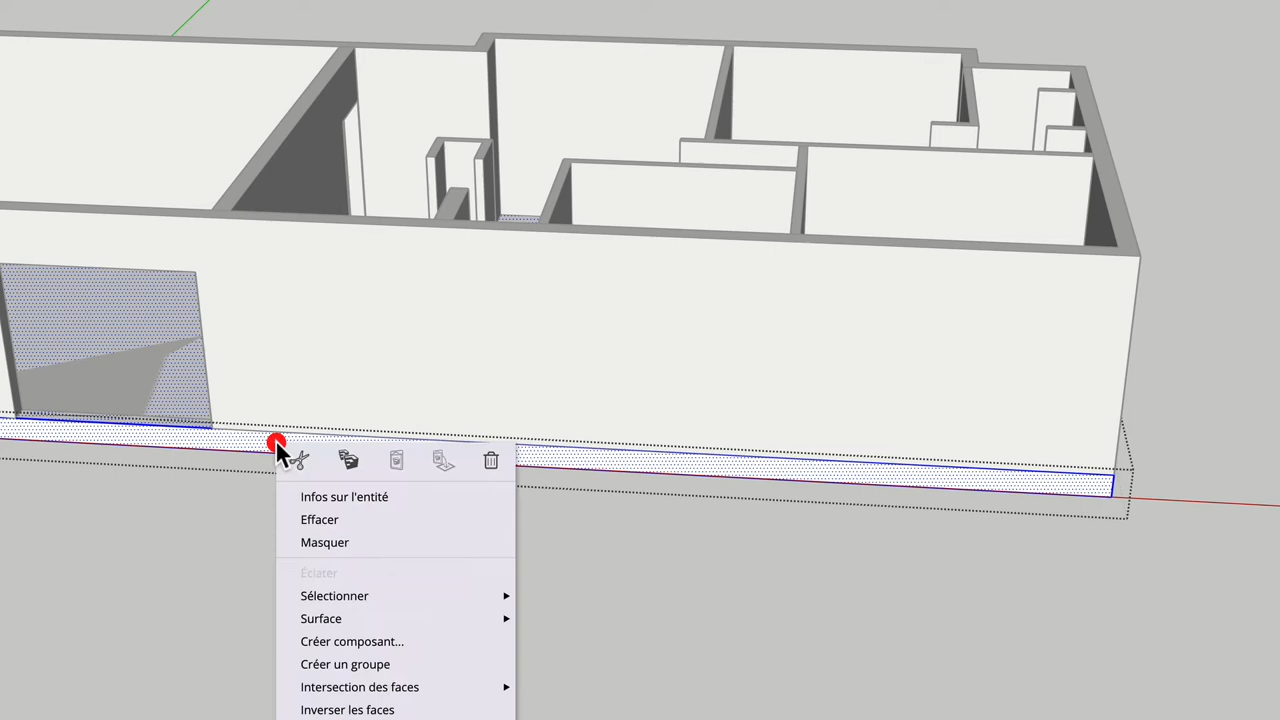 Infos sur l'entité
Effacer
Masquer
Éclater
Sélectionner
Surface
Créer composant...
Créer un groupe
Intersection des faces
Inverser les faces